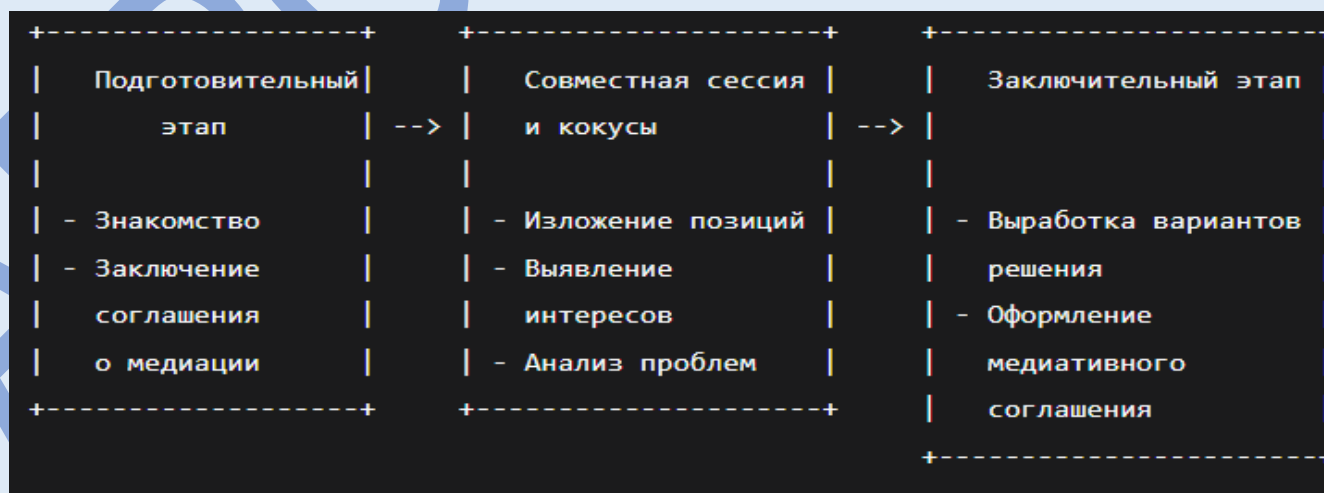 +-------------------+     +---------------------+     +------------------------
|   Подготовительный|     |   Совместная сессия |     |   Заключительный этап
|       этап        | --> |   и кокусы          | --> |
|                   |     |                     |     |
| - Знакомство      |     | - Изложение позиций |     | - Выработка вариантов
| - Заключение      |     | - Выявление         |     |   решения
|   соглашения      |     |   интересов         |     | - Оформление
|   о медиации      |     | - Анализ проблем    |     |   медиативного
+-------------------+     +---------------------+     |   соглашения
                                                      +------------------------